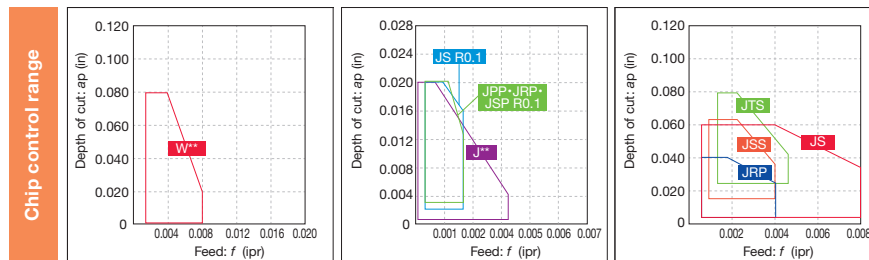 Chip control range
Depth of cut: ap (in)
0.120
0.100
0.080
0.060
0.040
0.020
0
W**
0.004 0.008 0.012 0.016 0.020
Feed: f (ipr)
Depth of cut: ap (in)
0.028
0.024
0.020
0.016
0.012
0.004
0
JS R0.1
JPP・JRP・
JSP R0.1
J**
0.001 0.002 0.003 0.004 0.005 0.006 0.007
Feed: f (ipr)
Depth of cut: ap (in)
0.120
0.100
0.080
0.060
0.040
0.120
0
JTS
JSS
JS
JRP
0.002 0.004 0.006 0.008
Feed: f (ipr)